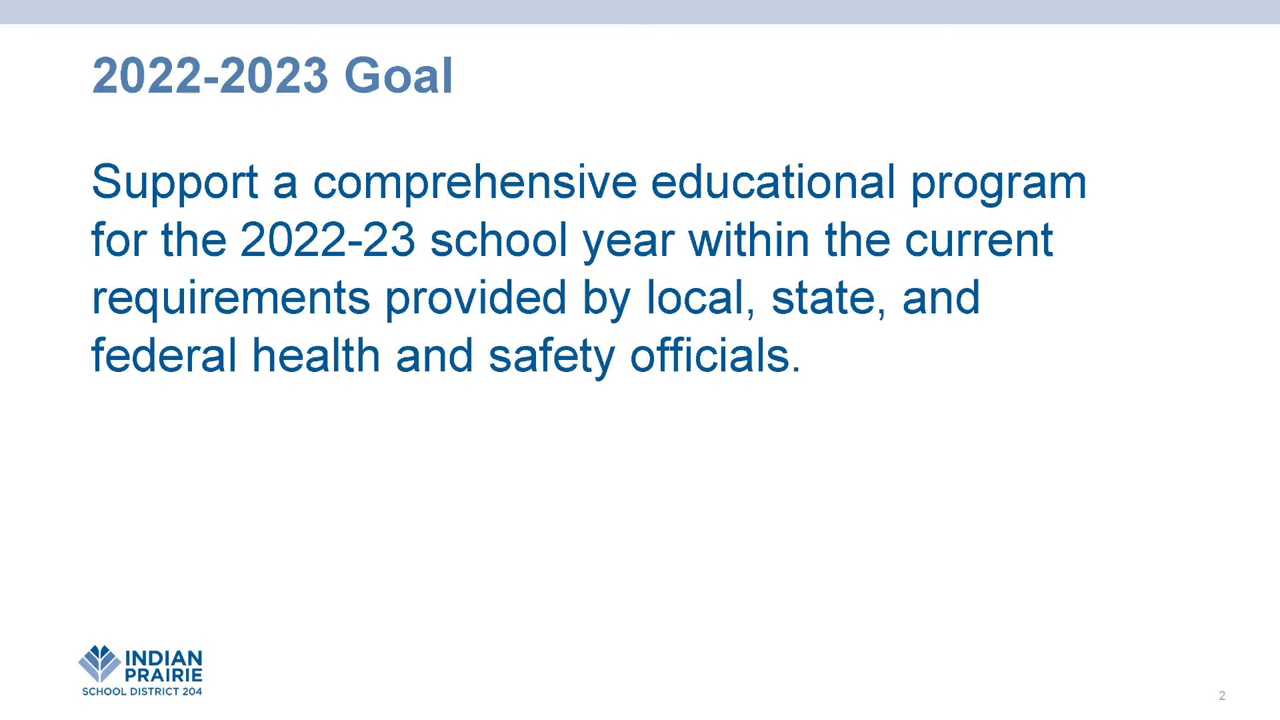 2022-2023 Goal
Support a comprehensive educational program
for the 2022-23 school year within the current
requirements provided by local, state, and
federal health and safety officials.
INDIAN
PRAIRIE
SCHOOL DISTRICT 204
2